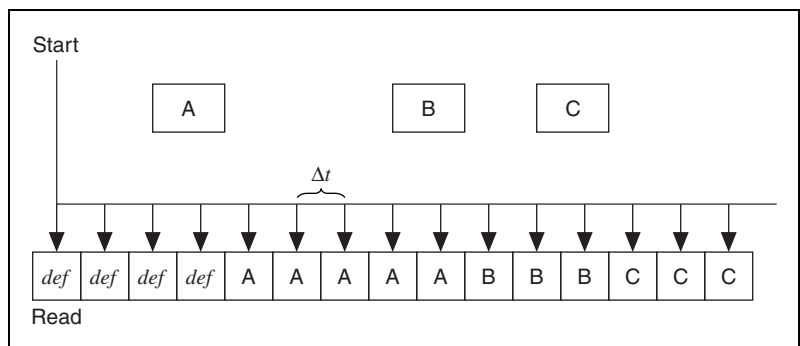 Start
A B C
Δt
def def def def A A A A A B B B C C C
Read